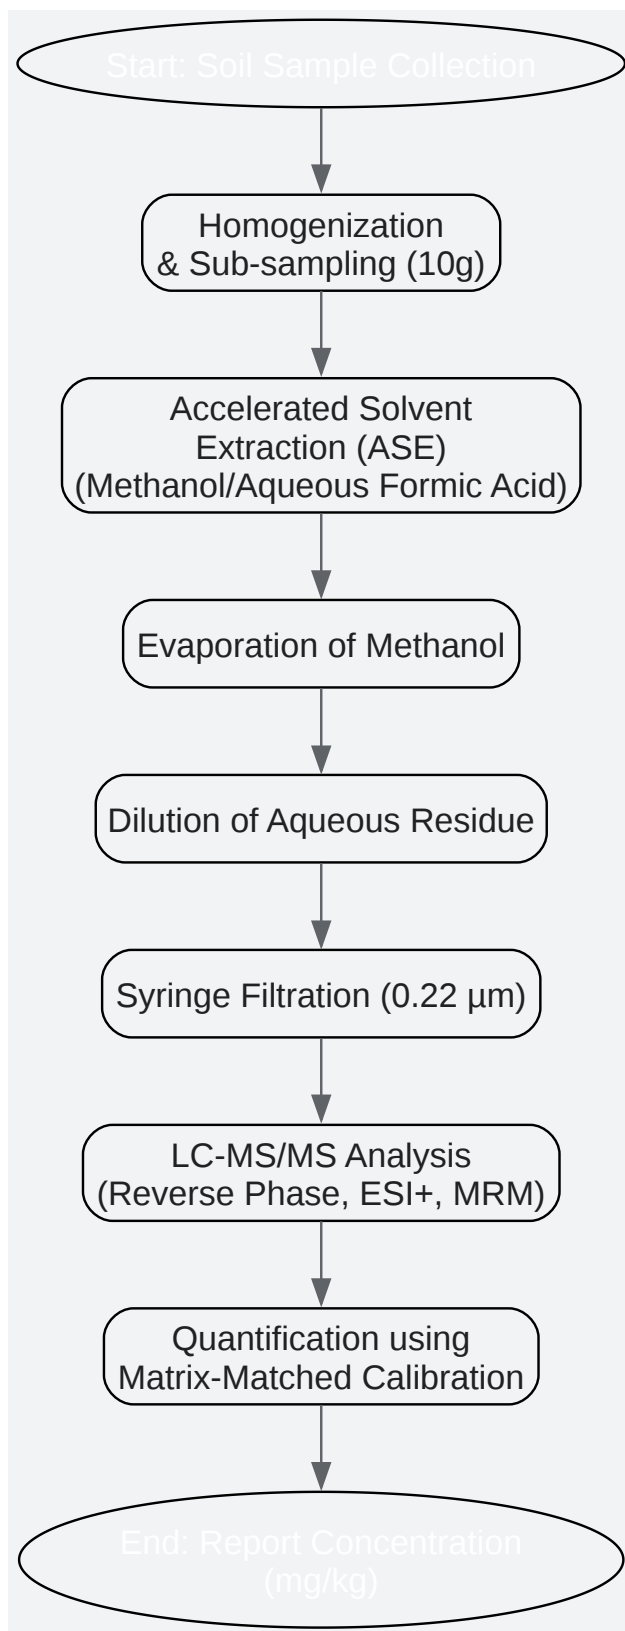 Start: Soil Sample Collection
Homogenization
& Sub-sampling (10g)
Accelerated Solvent
Extraction (ASE)
(Methanol/Aqueous Formic Acid)
Evaporation of Methanol
Dilution of Aqueous Residue
Syringe Filtration (0.22 µm)
LC-MS/MS Analysis
(Reverse Phase, ESI+, MRM)
Quantification using
Matrix-Matched Calibration
End: Report Concentration
(mg/kg)